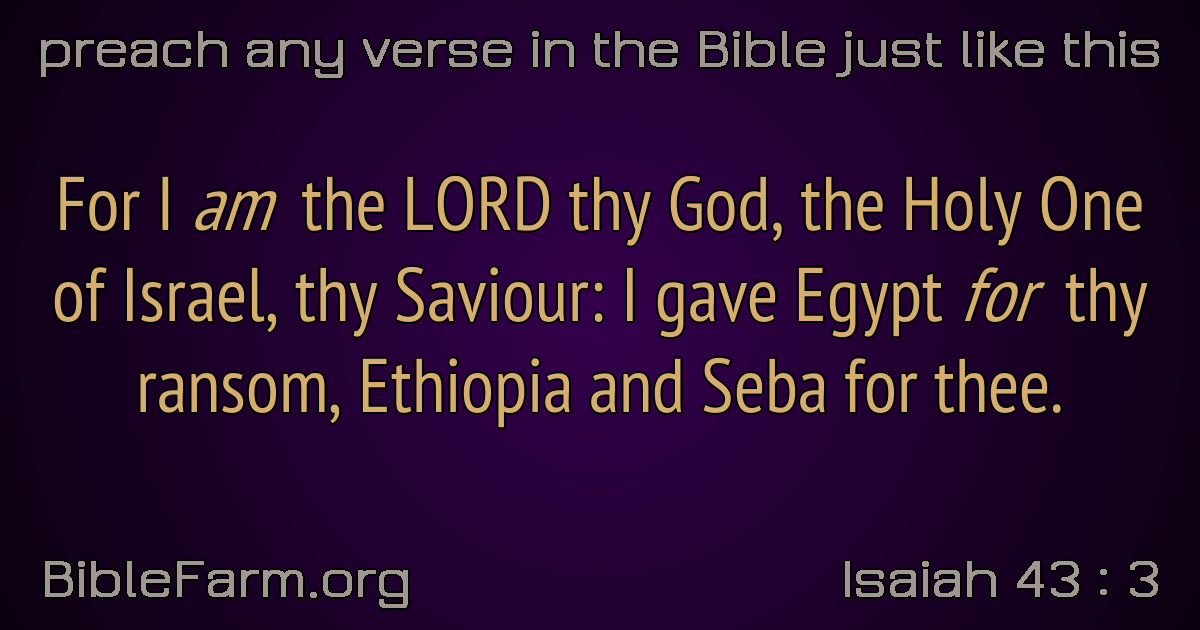 preach any verse in the Bible just like this
For I am the LORD thy God, the Holy One
of Israel, thy Saviour: I gave Egypt for thy
ransom, Ethiopia and Seba for thee.
BibleFarm.org
Isaiah 43 : 3